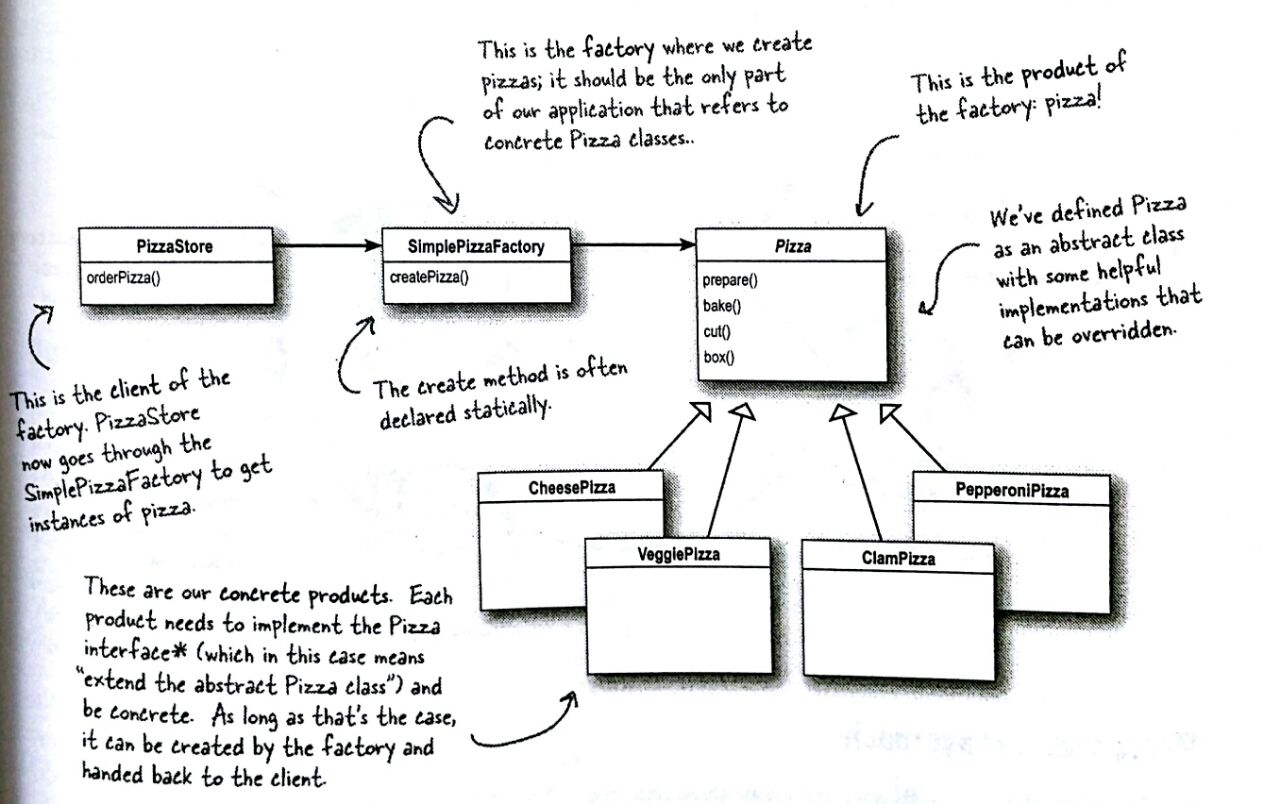 This is the factory where we create
pizzas; it should be the only part
of our application that refers to
concrete Pizza classes..
This is the product of
the factory: pizza!
We've defined Pizza
as an abstract class
with some helpful
implementations that
can be overridden.
PizzaStore
orderPizza()
SimplePizzaFactory
createPizza()
Pizza
prepare()
bake()
cut()
box()
This is the client of the
factory. PizzaStore
now goes through the
SimplePizzaFactory to get
instances of pizza.
The create method is often
declared statically.
CheesePizza
VeggiePizza
ClamPizza
PepperoniPizza
These are our concrete products. Each
product needs to implement the Pizza
interface* (which in this case means
“extend the abstract Pizza class”) and
be concrete. As long as that's the case,
it can be created by the factory and
handed back to the client.